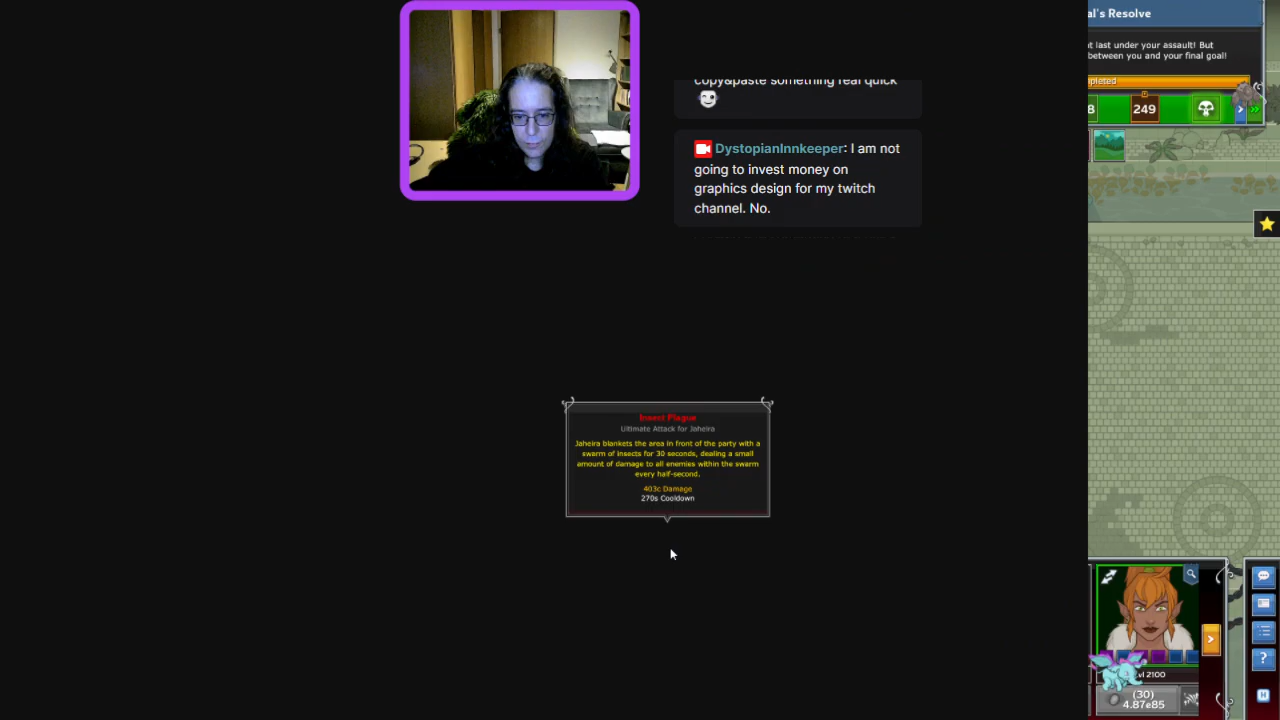 al's Resolve
t last under your assault! But
between you and your final goal!
pleted
8
249
copy&paste something real quick
DystopianInnkeeper: I am not
going to invest money on
graphics design for my twitch
channel. No.
Insect Plague
Ultimate Attack for Jaheira
Jaheira blankets the area in front of the party with a
swarm of insects for 30 seconds, dealing a small
amount of damage to all enemies within the swarm
every half-second.
403c Damage
270s Cooldown
vl 2100
(30)
4.87e85
?
H